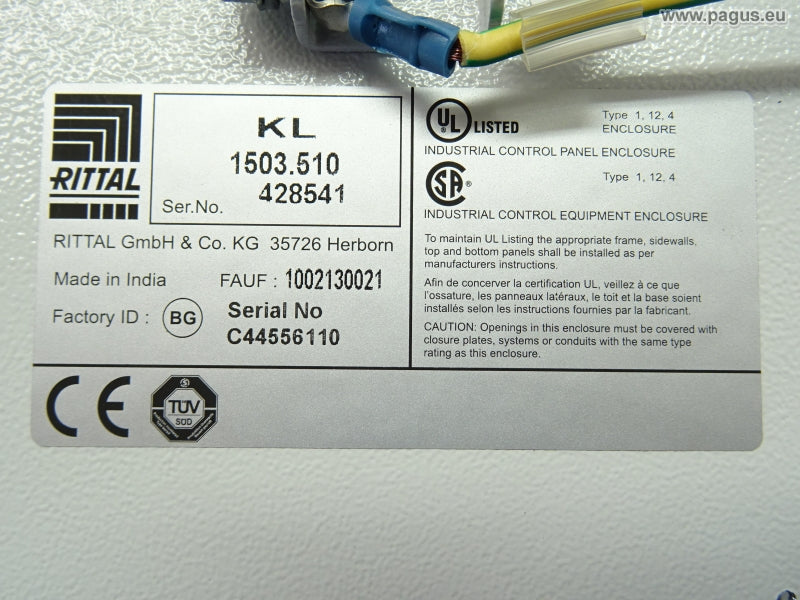 www.pagus.eu
RITTAL
KL
1503.510
428541
Ser.No.
RITTAL GmbH & Co. KG 35726 Herborn
Made in India FAUF : 1002130021
Factory ID : BG Serial No
C44556110
CE
TÜV
SÜD
UL LISTED
Type 1, 12, 4
ENCLOSURE
INDUSTRIAL CONTROL PANEL ENCLOSURE
SA ®
Type 1, 12, 4
INDUSTRIAL CONTROL EQUIPMENT ENCLOSURE
To maintain UL Listing the appropriate frame, sidewalls,
top and bottom panels shall be installed as per
manufacturers instructions.
Afin de concerver la certification UL, veillez à ce que
l'ossature, les panneaux latéraux, le toit et la base soient
installés selon les instructions fournies par la fabricant.
CAUTION: Openings in this enclosure must be covered with
closure plates, systems or conduits with the same type
rating as this enclosure.